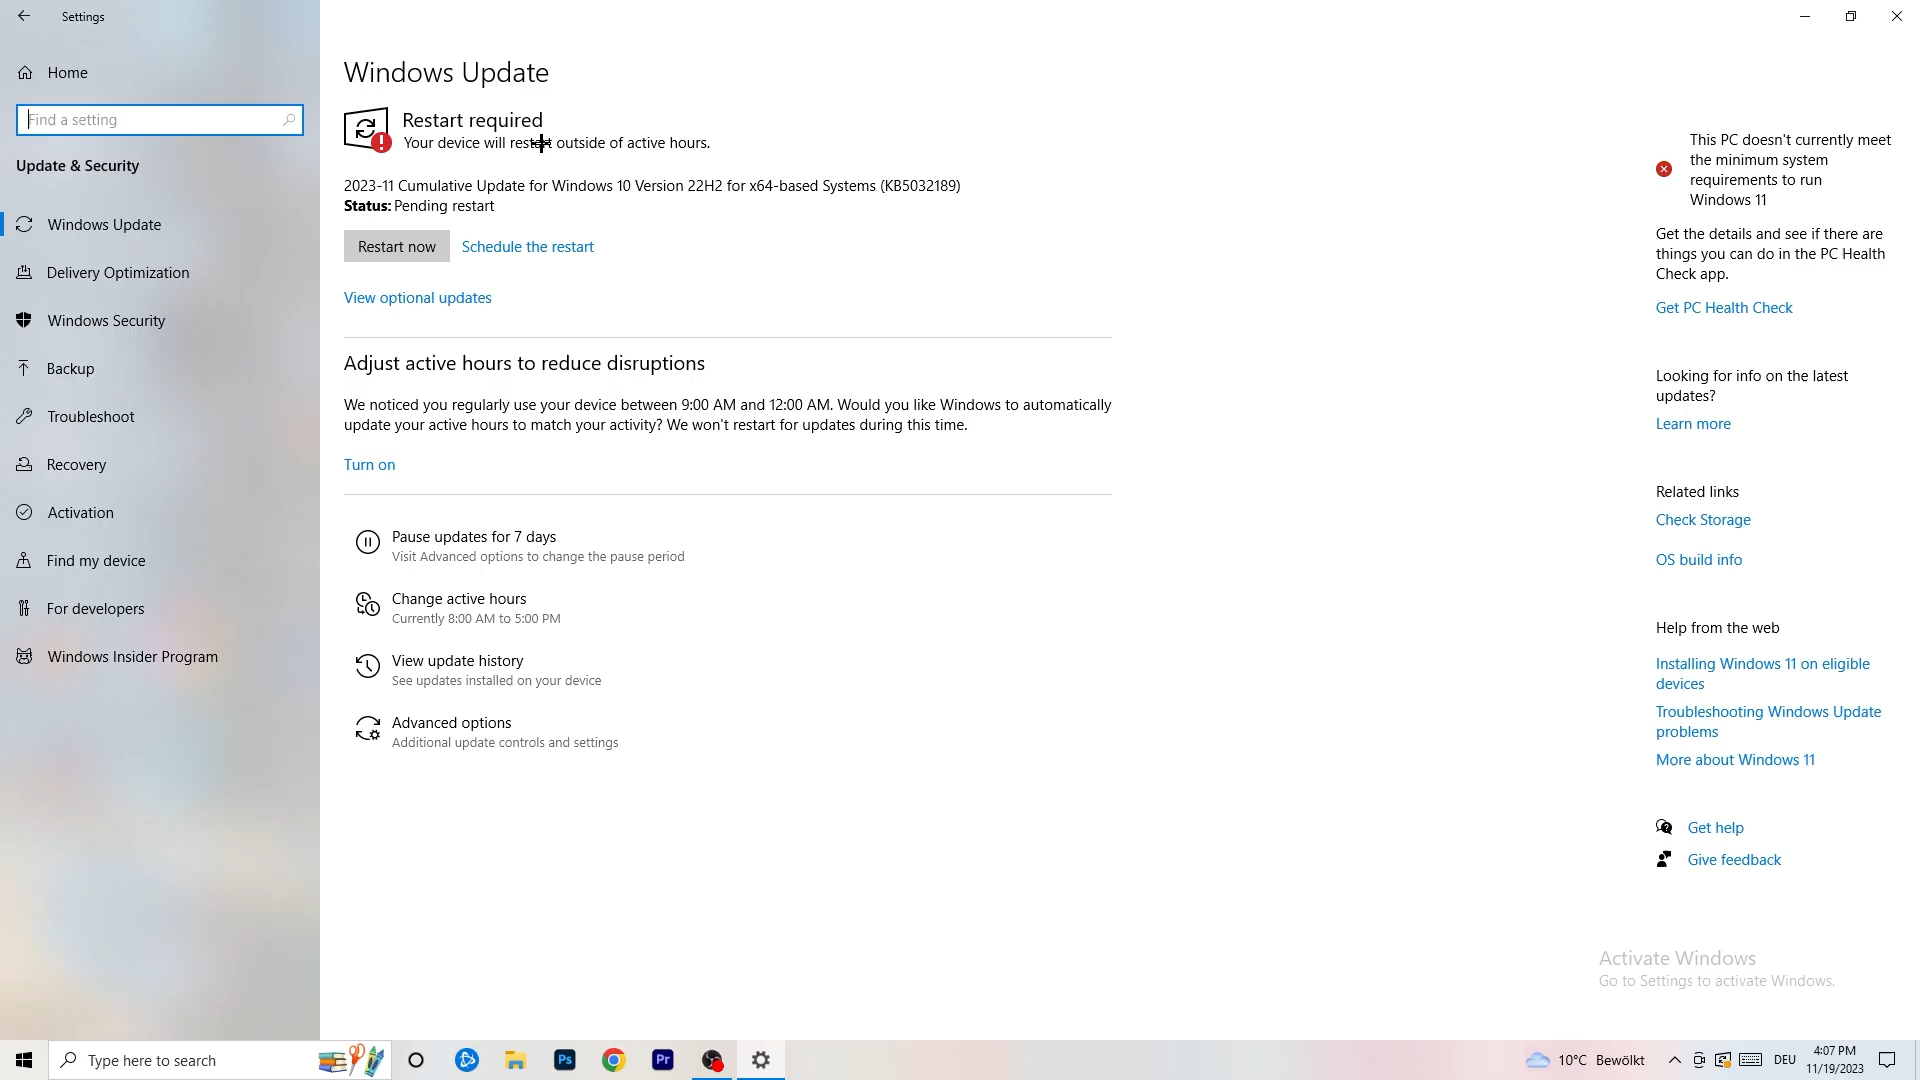 Settings
Home
Find a setting
Update & Security
Windows Update
Delivery Optimization
Windows Security
Backup
Troubleshoot
Recovery
Activation
Find my device
For developers
Windows Insider Program
Windows Update
Restart required
Your device will restart outside of active hours.
2023-11 Cumulative Update for Windows 10 Version 22H2 for x64-based Systems (KB5032189)
Status: Pending restart
Restart now
Schedule the restart
View optional updates
Adjust active hours to reduce disruptions
We noticed you regularly use your device between 9:00 AM and 12:00 AM. Would you like Windows to automatically
update your active hours to match your activity? We won't restart for updates during this time.
Turn on
Pause updates for 7 days
Visit Advanced options to change the pause period
Change active hours
Currently 8:00 AM to 5:00 PM
View update history
See updates installed on your device
Advanced options
Additional update controls and settings
This PC doesn't currently meet
the minimum system
requirements to run
Windows 11
Get the details and see if there are
things you can do in the PC Health
Check app.
Get PC Health Check
Looking for info on the latest
updates?
Learn more
Related links
Check Storage
OS build info
Help from the web
Installing Windows 11 on eligible
devices
Troubleshooting Windows Update
problems
More about Windows 11
Get help
Give feedback
Activate Windows
Go to Settings to activate Windows.
Type here to search
Ps
Pr
10°C Bewölkt
DEU
4:07 PM
11/19/2023